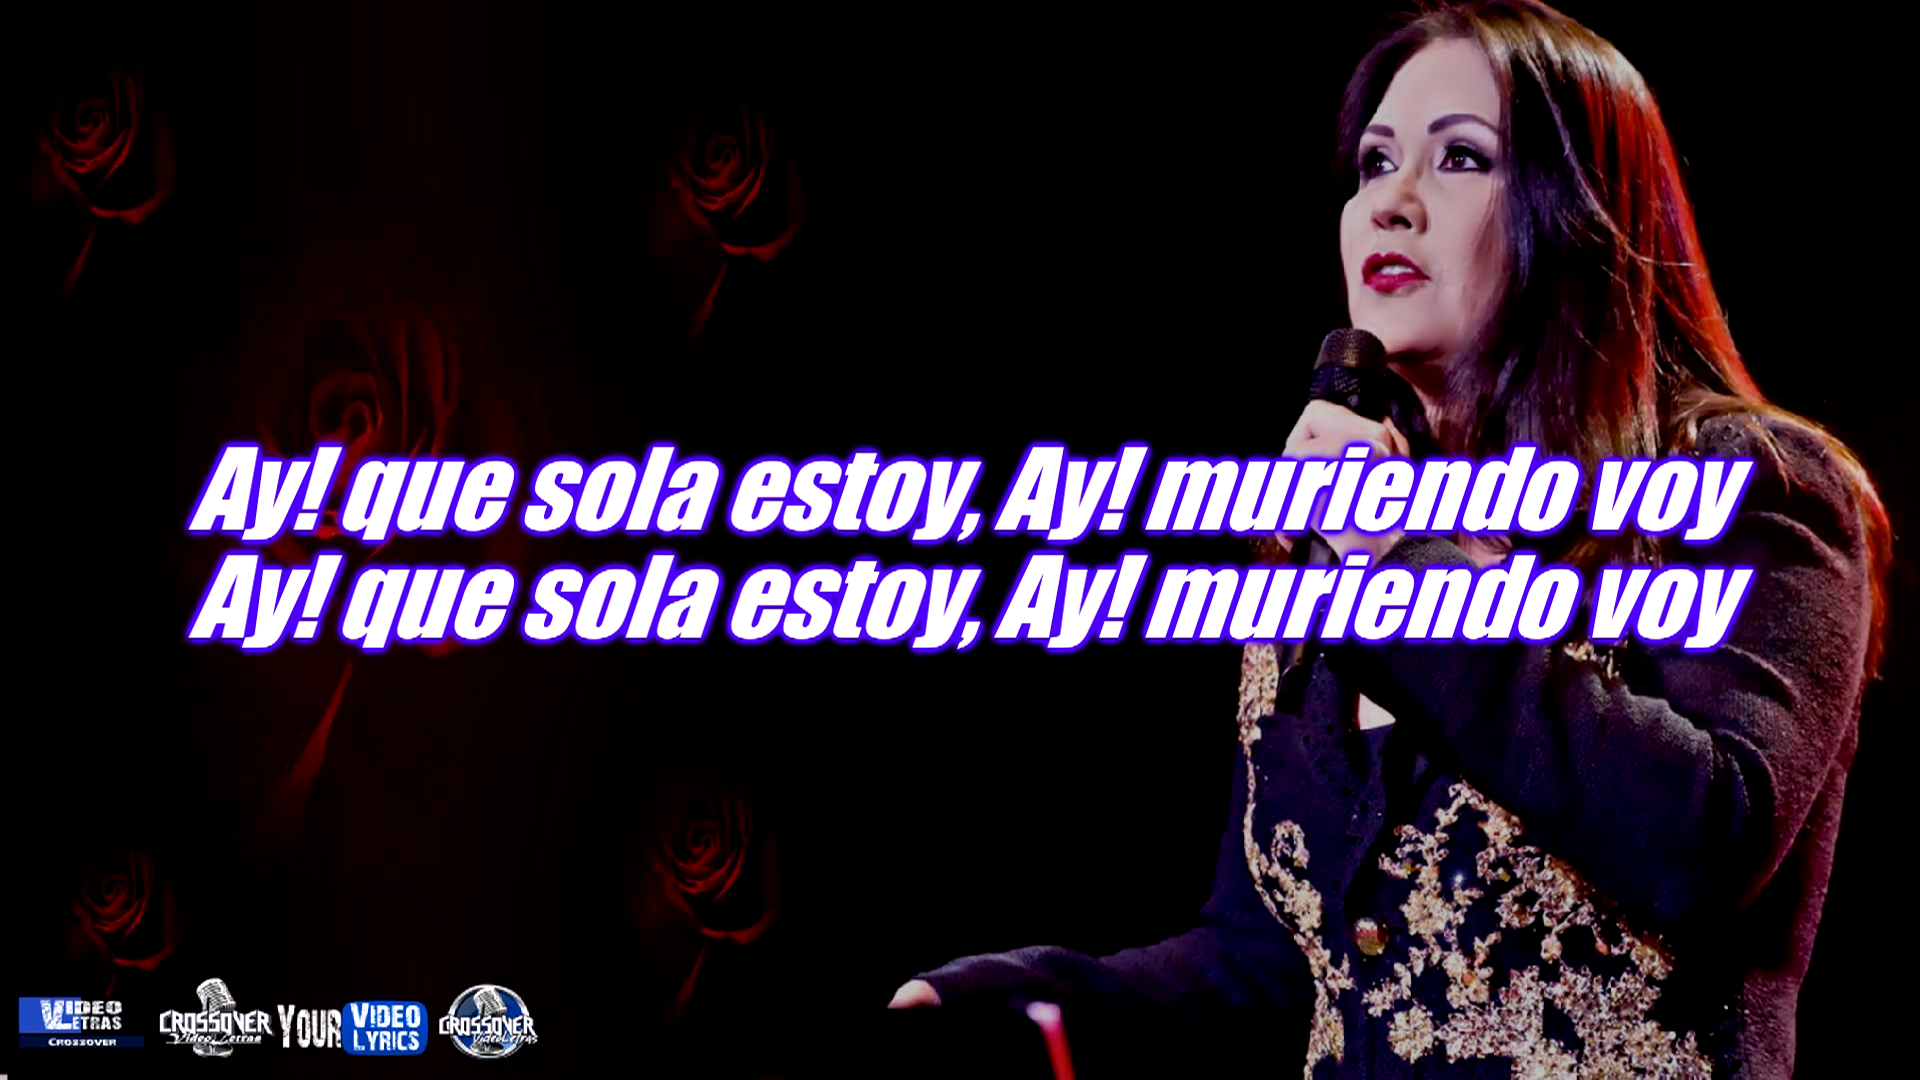 Ay! que sola estoy, Ay! muriendo voy
Ay! que sola estoy, Ay! muriendo voy
VIDEO LETRAS
CROSSOVER
CROSSOVER
Video Letras
YOUR VIDEO LYRICS
CROSSOVER
VideoLetras